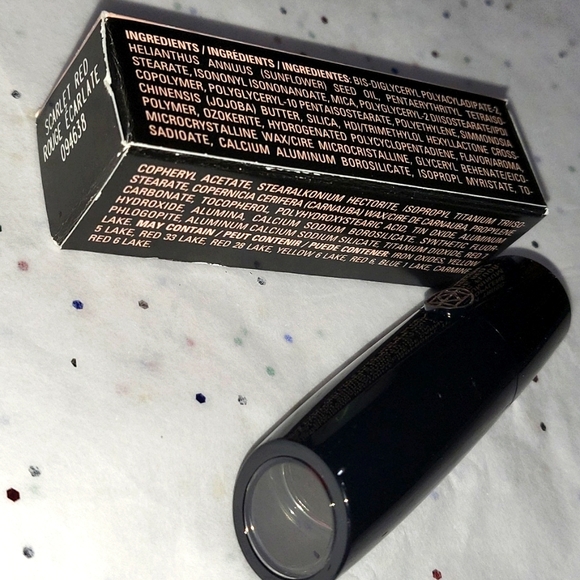 SCARLET RED
ROUGE ÉCARLATE
094638
INGREDIENTS / INGRÉDIENTS / INGREDIENTES: BIS-DIGLYCERYL POLYACYLADIPATE-2,
HELIANTHUS ANNUUS (SUNFLOWER) SEED OIL, PENTAERYTHRITYL TETRAISO-
STEARATE, ISONONYL ISONONANOATE, MICA, POLYGLYCERYL-2 DIISOSTEARATE/IPDI
COPOLYMER, POLYGLYCERYL-10 PENTAISOSTEARATE, POLYETHYLENE, SIMMONDSIA
CHINENSIS (JOJOBA) BUTTER, SILICA, HDI/TRIMETHYLOL HEXYLLACTONE CROSS-
POLYMER, OZOKERITE, HYDROGENATED POLYCYCLOPENTADIENE, FLAVOR/AROMA,
MICROCRYSTALLINE WAX/CIRE MICROCRISTALLINE, GLYCERYL BEHENATE/EICO-
SADIOATE, CALCIUM ALUMINUM BOROSILICATE, ISOPROPYL MYRISTATE, TO-
COPHERYL ACETATE, STEARALKONIUM HECTORITE, ISOPROPYL TITANIUM TRIISO-
STEARATE, COPERNICIA CERIFERA (CARNAUBA) WAX/CIRE DE CARNAUBA, PROPYLENE
CARBONATE, TOCOPHEROL, POLYHYDROXYSTEARIC ACID, TIN OXIDE, ALUMINUM
HYDROXIDE, ALUMINA, CALCIUM SODIUM BOROSILICATE, SYNTHETIC FLUOR-
PHLOGOPITE, ALUMINUM CALCIUM SODIUM SILICATE, TITANIUM DIOXIDE, RED 7
LAKE. MAY CONTAIN / PEUT CONTENIR / PUEDE CONTENER: IRON OXIDES, YELLOW
5 LAKE, RED 33 LAKE, RED 28 LAKE, YELLOW 6 LAKE, RED 6, BLUE 1 LAKE, CARMINE,
RED 6 LAKE.